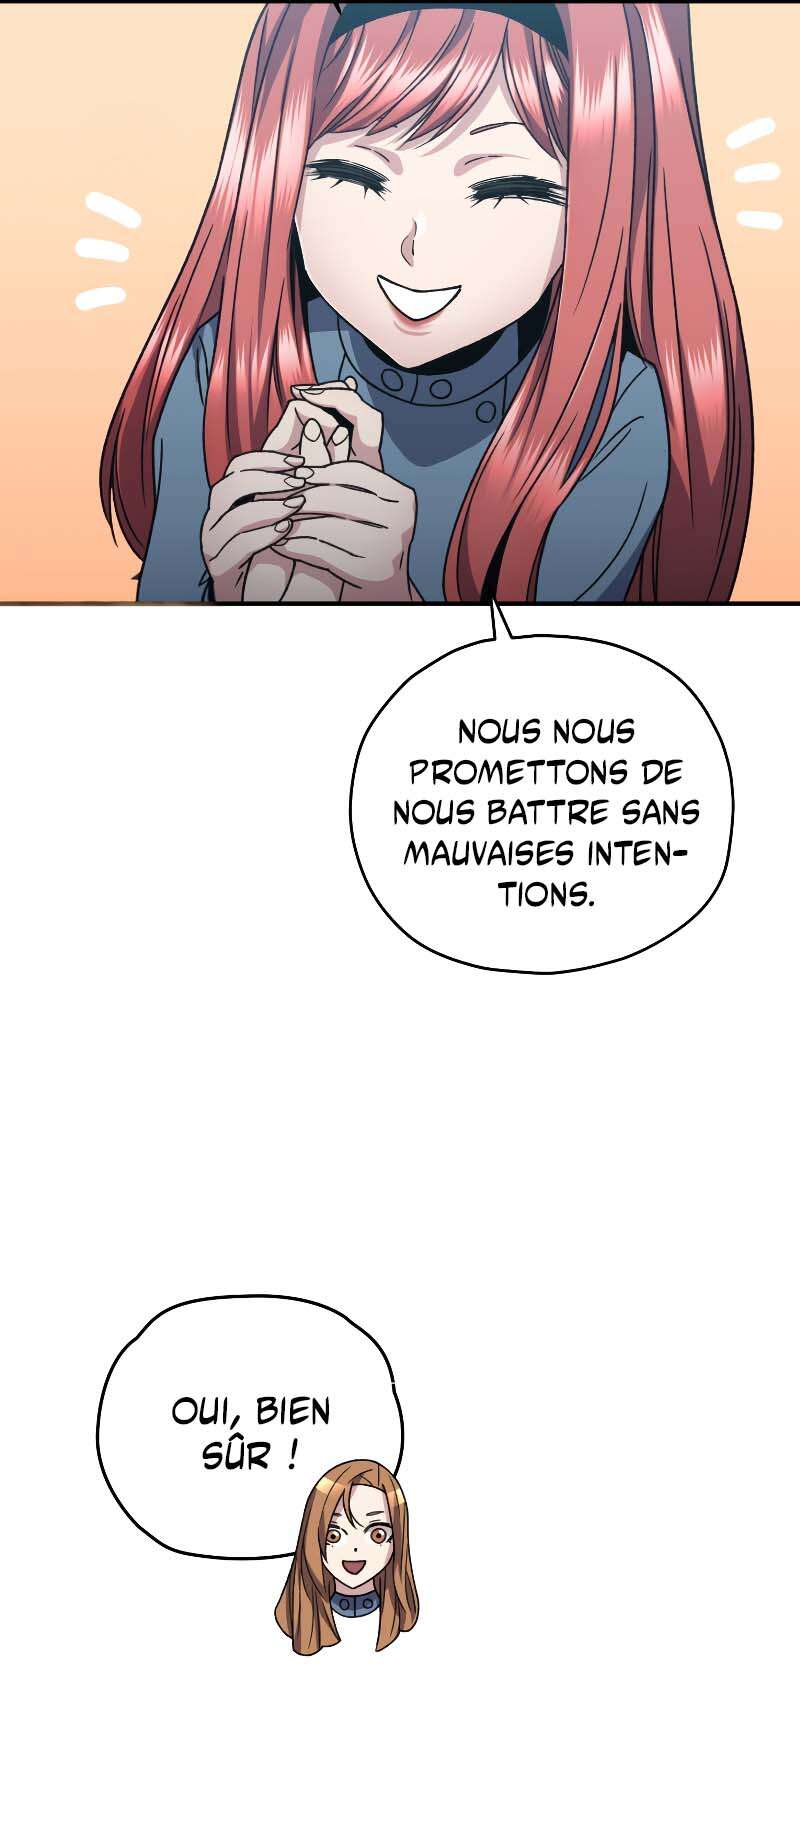 NOUS NOUS
PROMETTONS DE
NOUS BATTRE SANS
MAUVAISES INTEN-
TIONS.
OUI, BIEN
SÛR !